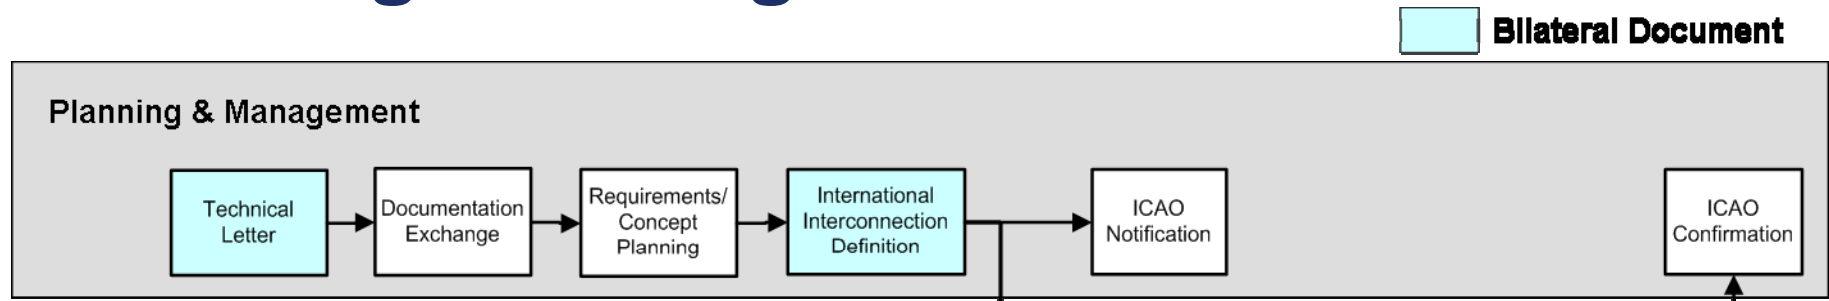 Bilateral Document
Planning & Management
Technical
Letter
Documentation
Exchange
Requirements/
Concept
Planning
International
Interconnection
Definition
ICAO
Notification
ICAO
Confirmation